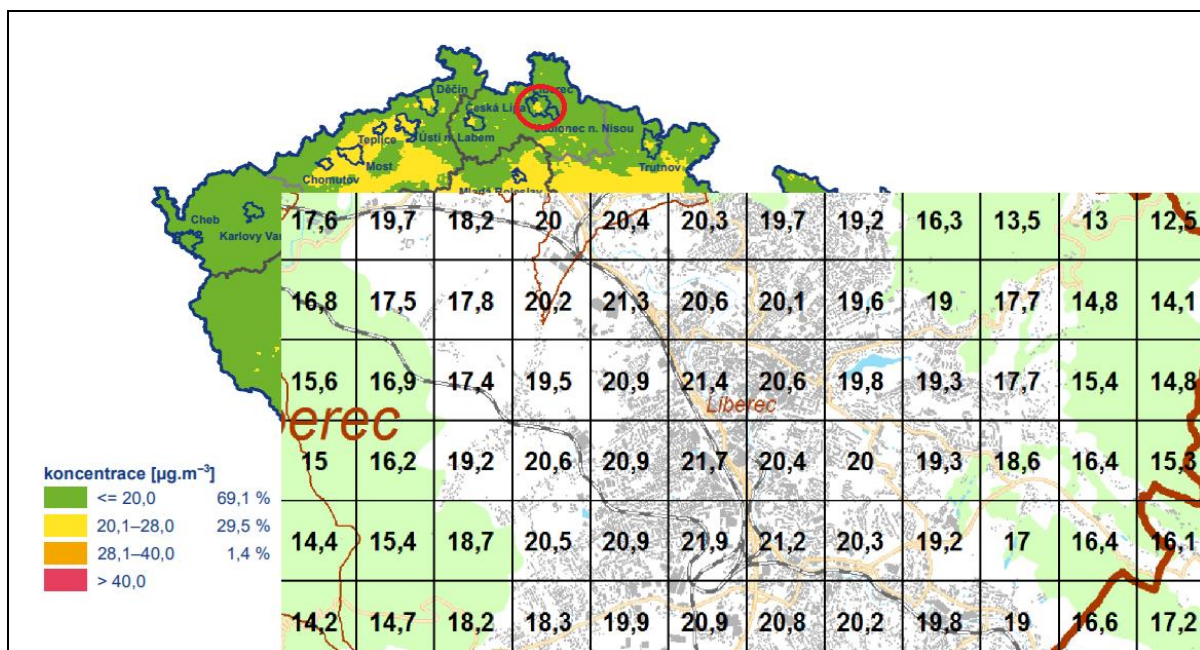 Děčín
Liberec
Česká Lípa
Jablonec n. Nisou
Teplice
Ústí n. Labem
Most
Trutnov
Chomutov
Mladá Boleslav
Cheb
Karlovy Var
17,6 19,7 18,2 20 20,4 20,3 19,7 19,2 16,3 13,5 13 12,5
16,8 17,5 17,8 20,2 21,3 20,6 20,1 19,6 19 17,7 14,8 14,1
15,6 16,9 17,4 19,5 20,9 21,4 20,6 19,8 19,3 17,7 15,4 14,8
erec
Liberec
15 16,2 19,2 20,6 20,9 21,7 20,4 20 19,3 18,6 16,4 15,3
14,4 15,4 18,7 20,5 20,9 21,9 21,2 20,3 19,2 17 16,4 16,1
14,2 14,7 18,2 18,3 19,9 20,9 20,8 20,2 19,8 19 16,6 17,2
koncentrace [µg.m⁻³]
<= 20,0 69,1 %
20,1–28,0 29,5 %
28,1–40,0 1,4 %
> 40,0